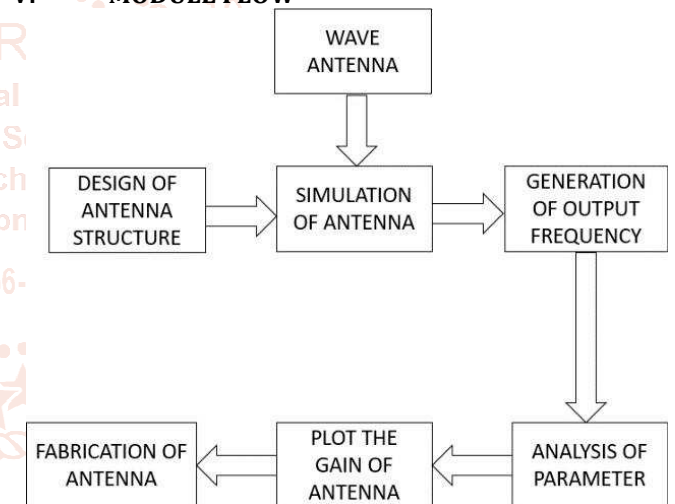 VI. MODULE FLOW
WAVE
ANTENNA
DESIGN OF
ANTENNA
STRUCTURE
SIMULATION
OF ANTENNA
GENERATION
OF OUTPUT
FREQUENCY
ANALYSIS OF
PARAMETER
PLOT THE
GAIN OF
ANTENNA
FABRICATION OF
ANTENNA